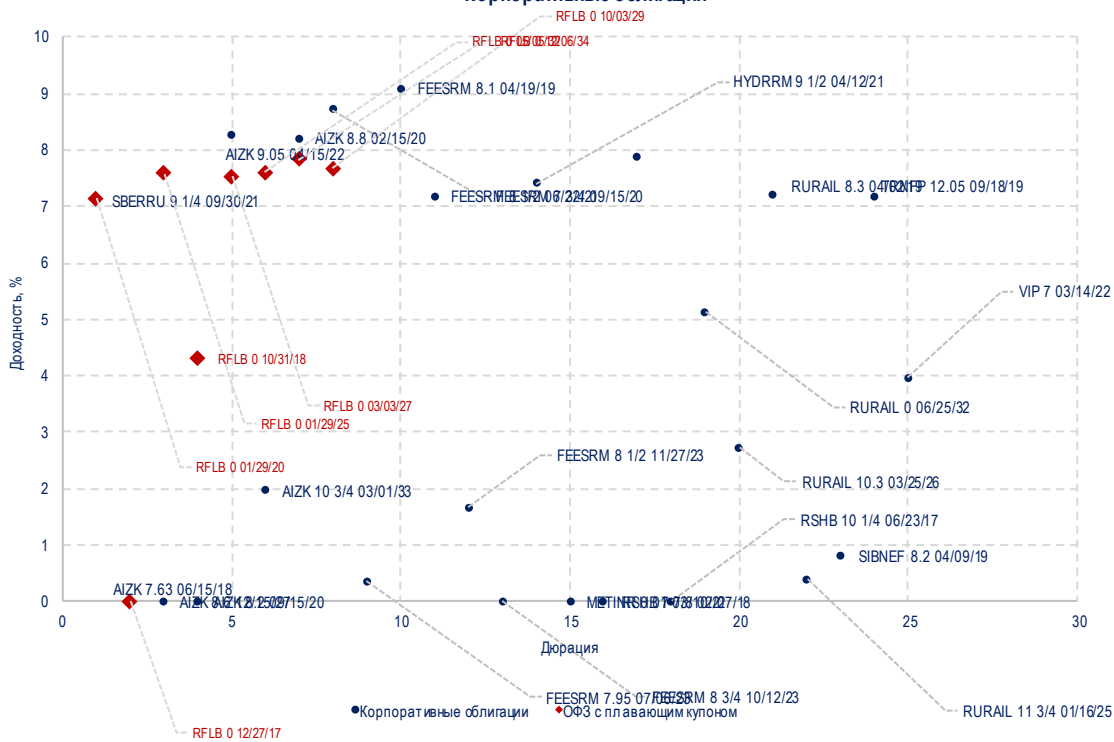 Корпоративные облигации
RFLB 0 10/03/29
10
9
8
7
6
5
4
3
2
1
0
Доходность, %
FEESRM 8.1 04/19/19
HYDRRM 9 1/2 04/12/21
AIZK 8.8 02/15/20
AIZK 9.05 04/15/22
SBERRU 9 1/4 09/30/21
RURAIL 8.3 04/02/19
TRNFP 12.05 09/18/19
VIP 7 03/14/22
RFLB 0 10/31/18
RFLB 0 03/03/27
RURAIL 0 06/25/32
RFLB 0 01/29/25
FEESRM 8 1/2 11/27/23
RFLB 0 01/29/20
AIZK 10 3/4 03/01/33
RURAIL 10.3 03/25/26
RSHB 10 1/4 06/23/17
SIBNEF 8.2 04/09/19
AIZK 7.63 06/15/18
0
5
10
15
20
25
30
Дюрация
FEESRM 7.95 07/06/23
FEESRM 8 3/4 10/12/23
Корпоративные облигации
ОФЗ с плавающим купоном
RURAIL 11 3/4 01/16/25
RFLB 0 12/27/17